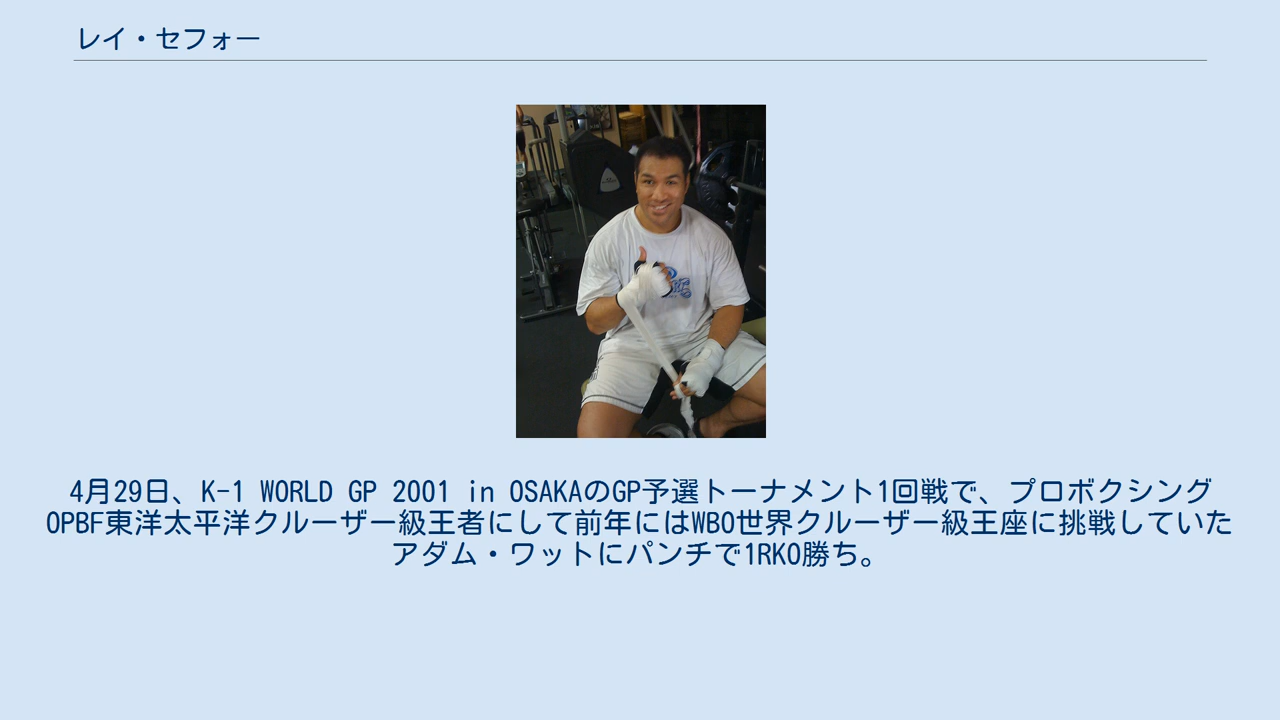 レイ・セフォー
4月29日、K-1 WORLD GP 2001 in OSAKAのGP予選トーナメント1回戦で、プロボクシング
OPBF東洋太平洋クルーザー級王者にして前年にはWBO世界クルーザー級王座に挑戦していた
アダム・ワットにパンチで1RKO勝ち。